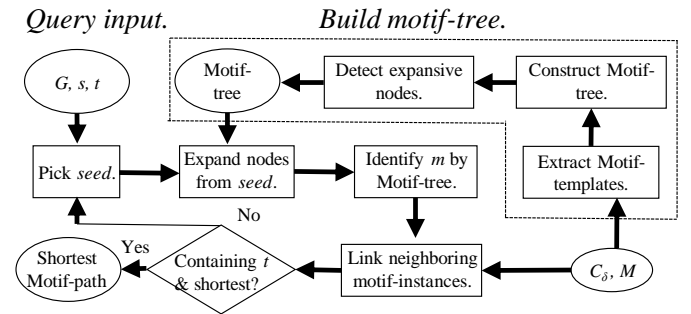 Query input.
Build motif-tree.
G, s, t
Motif-
tree
Detect expansive
nodes.
Construct Motif-
tree.
Pick seed.
Expand nodes
from seed.
Identify m by
Motif-tree.
Extract Motif-
templates.
No
Shortest
Motif-path
Yes
Containing t
& shortest?
Link neighboring
motif-instances.
Cδ, M